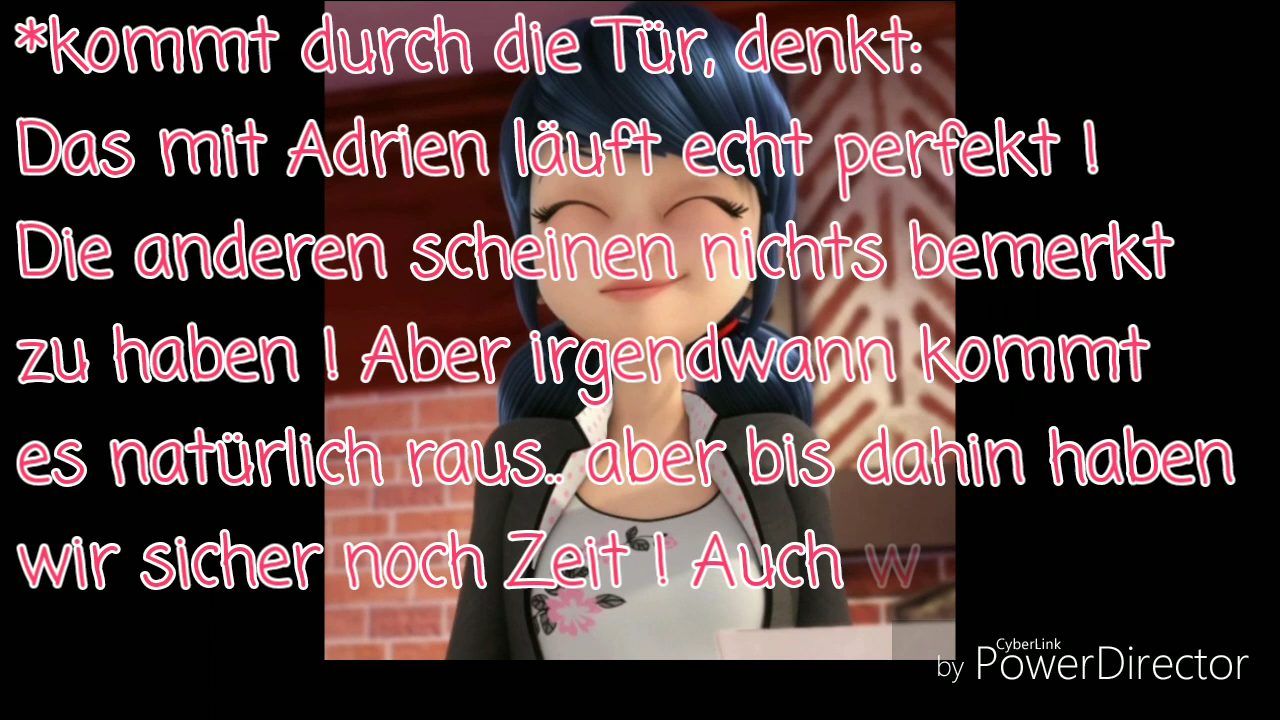 *kommt durch die Tür, denkt:
Das mit Adrien läuft echt perfekt !
Die anderen scheinen nichts bemerkt
zu haben ! Aber irgendwann kommt
es natürlich raus.. aber bis dahin haben
wir sicher noch Zeit ! Auch w
CyberLink
by PowerDirector